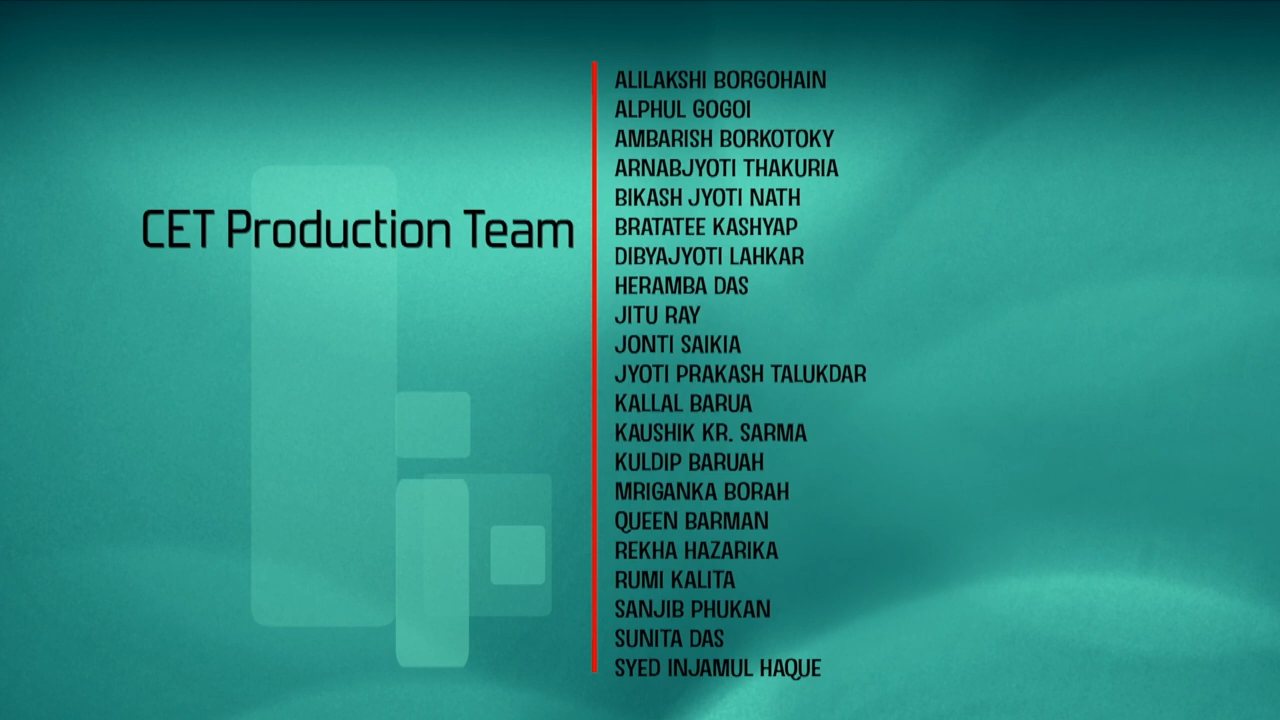 CET Production Team
ALILAKSHI BORGOHAIN
ALPHUL GOGOI
AMBARISH BORKOTOKY
ARNABJYOTI THAKURIA
BIKASH JYOTI NATH
BRATATEE KASHYAP
DIBYAJYOTI LAHKAR
HERAMBA DAS
JITU RAY
JONTI SAIKIA
JYOTI PRAKASH TALUKDAR
KALLAL BARUA
KAUSHIK KR. SARMA
KULDIP BARUAH
MRIGANKA BORAH
QUEEN BARMAN
REKHA HAZARIKA
RUMI KALITA
SANJIB PHUKAN
SUNITA DAS
SYED INJAMUL HAQUE